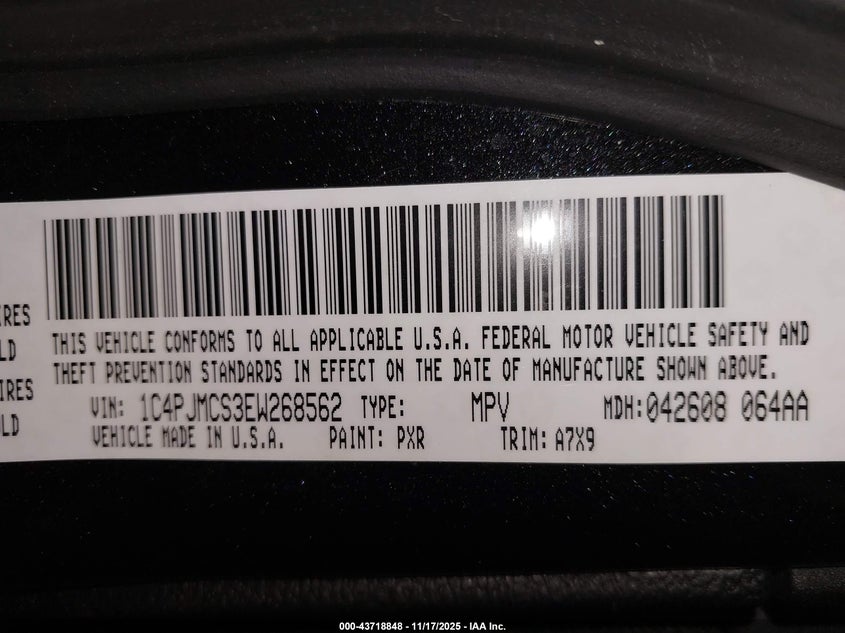 IRES
LD
IRES
LD
THIS VEHICLE CONFORMS TO ALL APPLICABLE U.S.A. FEDERAL MOTOR VEHICLE SAFETY AND
THEFT PREVENTION STANDARDS IN EFFECT ON THE DATE OF MANUFACTURE SHOWN ABOVE.
VIN: 1C4PJMCS3EW268562 TYPE: MPV MDH:042608 064AA
VEHICLE MADE IN U.S.A. PAINT: PXR TRIM: A7X9
000-43718848 - 11/17/2025 - IAA Inc.